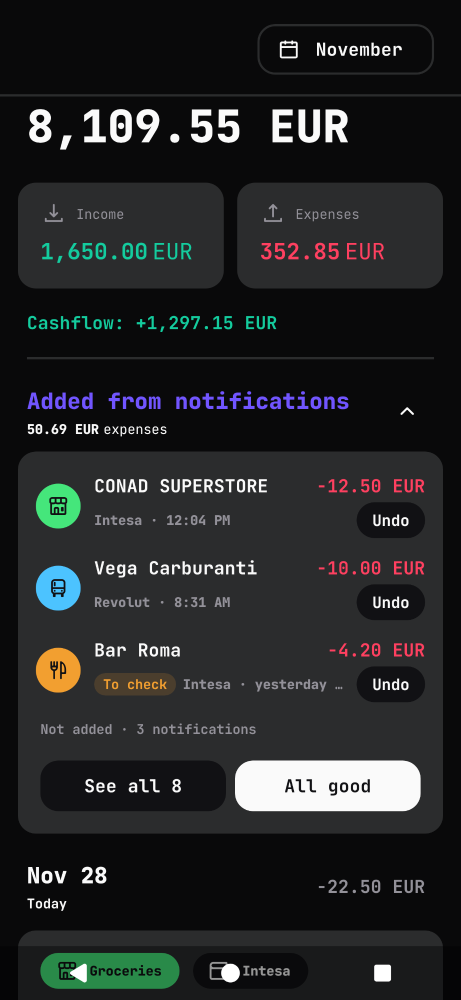 November
8,109.55 EUR
Income
Expenses
1,650.00 EUR
352.85 EUR
Cashflow: +1,297.15 EUR
Added from notifications
50.69 EUR expenses
CONAD SUPERSTORE
-12.50 EUR
Intesa · 12:04 PM
Undo
Vega Carburanti
-10.00 EUR
Revolut · 8:31 AM
Undo
Bar Roma
-4.20 EUR
To check
Intesa · yesterday …
Undo
Not added · 3 notifications
See all 8
All good
Nov 28
-22.50 EUR
Today
Groceries
Intesa